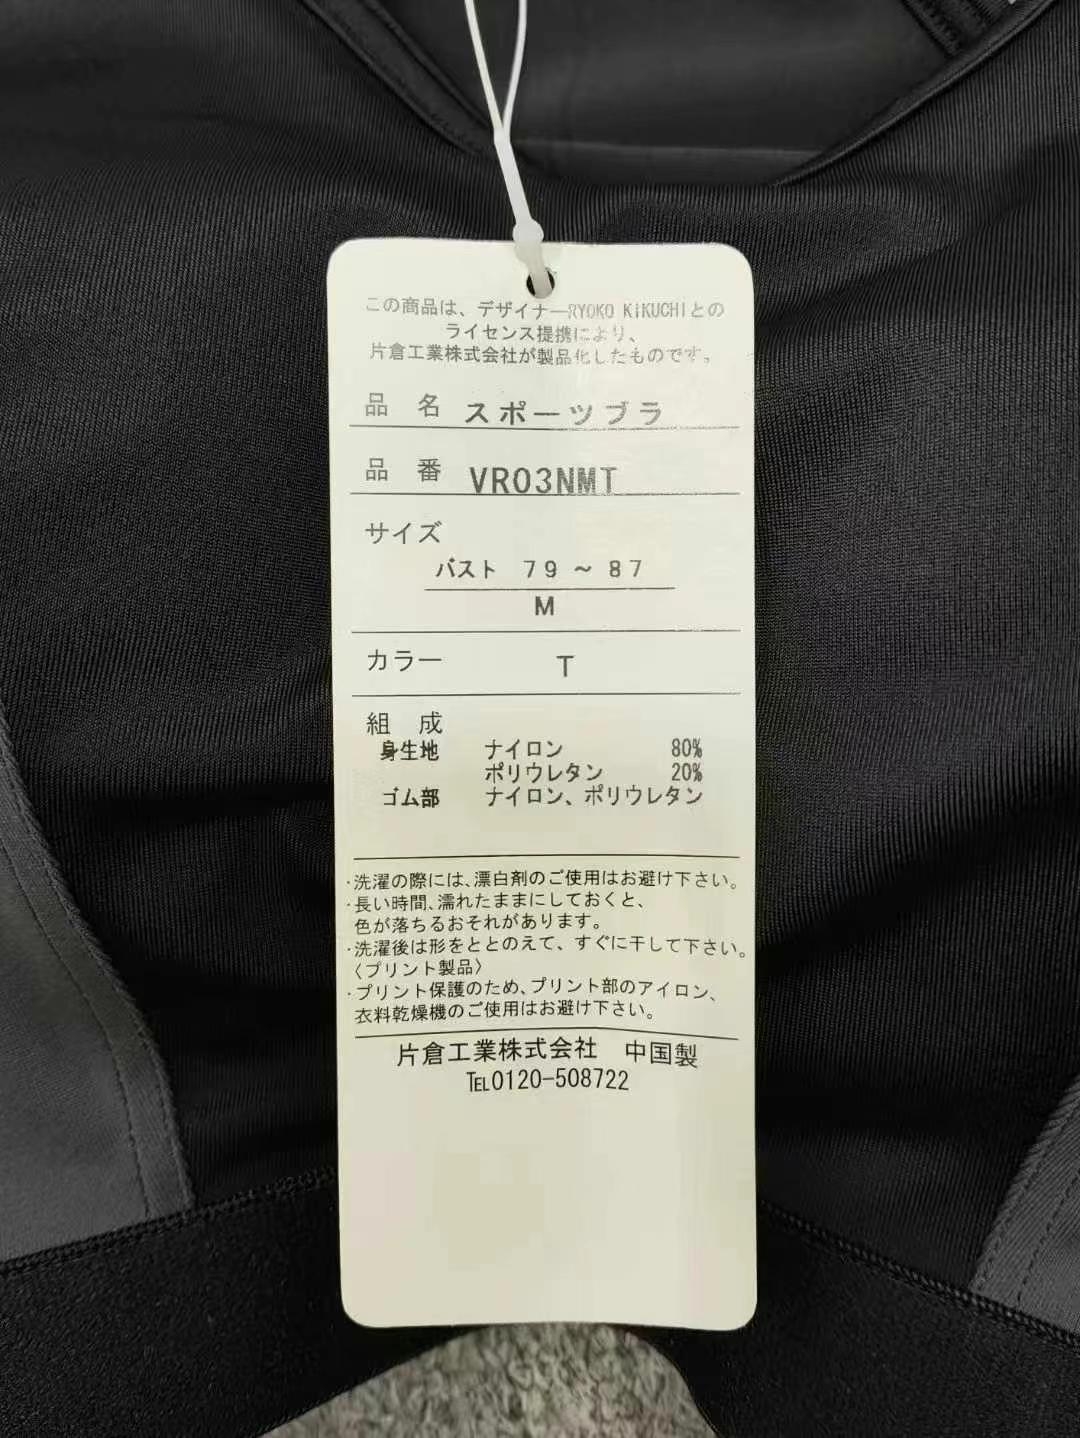 この商品は、デザイナーRYOKO KiKUCHIとの
ライセンス提携により、
片倉工業株式会社が製品化したものです。
品 名 スポーツブラ
品 番 VR03NMT
サイズ
バスト 79 ~ 87
M
カラー T
組 成
身生地 ナイロン 80%
ポリウレタン 20%
ゴム部 ナイロン、ポリウレタン
・洗濯の際には、漂白剤のご使用はお避け下さい。
・長い時間、濡れたままにしておくと、
色が落ちるおそれがあります。
・洗濯後は形をととのえて、すぐに干して下さい。
〈プリント製品〉
・プリント保護のため、プリント部のアイロン、
衣料乾燥機のご使用はお避け下さい。
片倉工業株式会社 中国製
TEL0120-508722